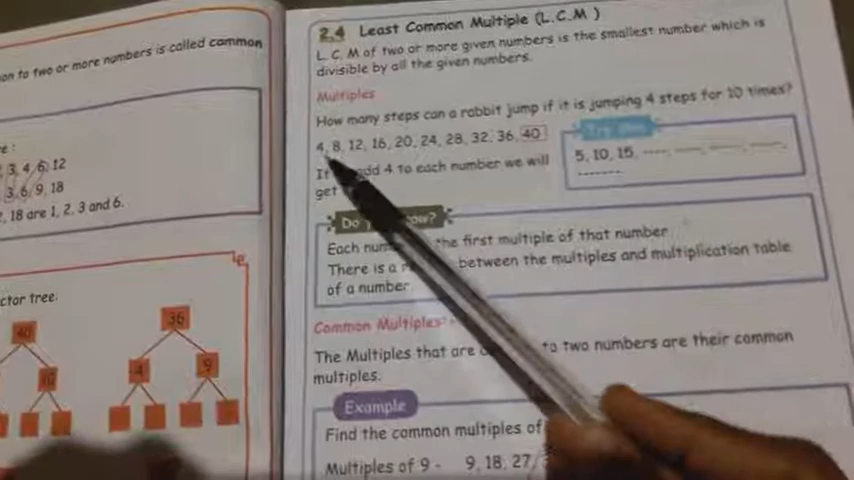 on to two or more numbers is called common
e :
3, 4, 6, 12
3, 6, 9, 18
, 18 are 1, 2, 3 and 6.
ctor tree.
40
10
36
4
9
2.4 Least Common Multiple (L.C.M )
L. C. M of two or more given numbers is the smallest number which is
divisible by all the given numbers.
Multiples
How many steps can a rabbit jump if it is jumping 4 steps for 10 times?
4, 8, 12, 16, 20, 24, 28, 32, 36, 40
Try this
5, 10, 15,
If add 4 to each number we will
get
Do know?
Each the first multiple of that number
There is a between the multiples and multiplication table
of a number.
Common Multiples:
The Multiples that are to two numbers are their common
multiples.
Example
Find the common multiples of
Multiples of 9 - 9, 18, 27,